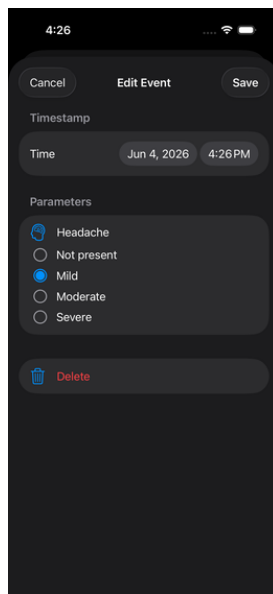 4:26
Cancel Edit Event Save
Timestamp
Time Jun 4, 2026 4:26 PM
Parameters
Headache
Not present
Mild
Moderate
Severe
Delete